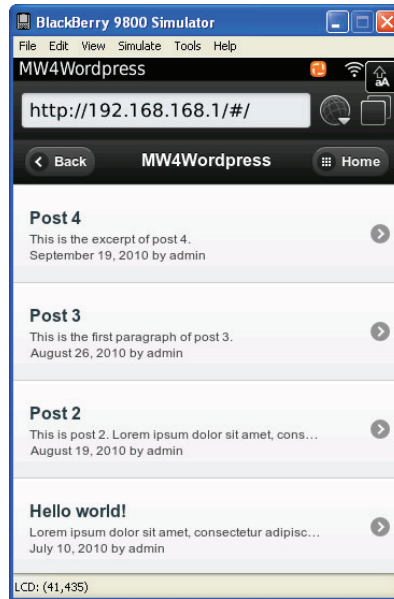 BlackBerry 9800 Simulator
File Edit View Simulate Tools Help
MW4Wordpress
aA
http://192.168.168.1/#/
Back MW4Wordpress Home
Post 4
This is the excerpt of post 4.
September 19, 2010 by admin
Post 3
This is the first paragraph of post 3.
August 26, 2010 by admin
Post 2
This is post 2. Lorem ipsum dolor sit amet, cons…
August 19, 2010 by admin
Hello world!
Lorem ipsum dolor sit amet, consectetur adipisc…
July 10, 2010 by admin
LCD: (41,435)